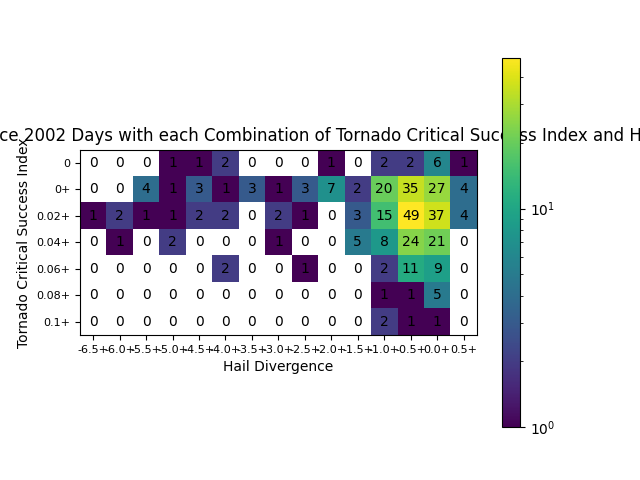 ce 2002 Days with each Combination of Tornado Critical Success Index and H
Tornado Critical Success Index
0 0 0 0 1 1 2 0 0 0 1 0 2 2 6 1
0+ 0 0 4 1 3 1 3 1 3 7 2 20 35 27 4
0.02+ 1 2 1 1 2 2 0 2 1 0 3 15 49 37 4
0.04+ 0 1 0 2 0 0 0 1 0 0 5 8 24 21 0
0.06+ 0 0 0 0 0 2 0 0 1 0 0 2 11 9 0
0.08+ 0 0 0 0 0 0 0 0 0 0 0 1 1 5 0
0.1+ 0 0 0 0 0 0 0 0 0 0 0 2 1 1 0
-6.5+ -6.0+ -5.5+ -5.0+ -4.5+ -4.0+ -3.5+ -3.0+ -2.5+ -2.0+ -1.5+ -1.0+ -0.5+ 0.0+ 0.5+
Hail Divergence
10¹
10⁰